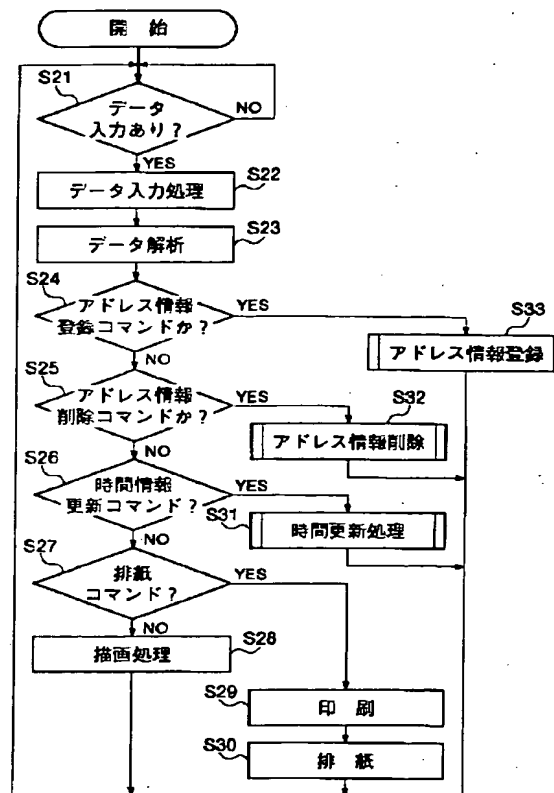 開 始
S21
データ
入力あり?
NO
YES
データ入力処理
S22
データ解析
S23
S24
アドレス情報
登録コマンドか?
YES
NO
S33
アドレス情報登録
S25
アドレス情報
削除コマンドか?
YES
NO
S32
アドレス情報削除
S26
時間情報
更新コマンド?
YES
NO
S31
時間更新処理
S27
排紙
コマンド?
YES
NO
描画処理
S28
S29
印 刷
S30
排 紙